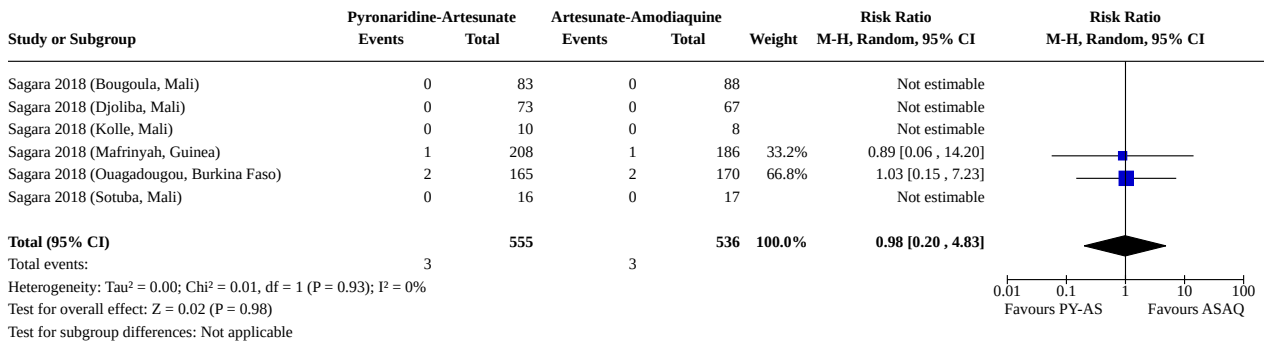 Pyronaridine-Artesunate Artesunate-Amodiaquine Risk Ratio Risk Ratio
Study or Subgroup Events Total Events Total Weight M-H, Random, 95% CI M-H, Random, 95% CI
Sagara 2018 (Bougoula, Mali) 0 83 0 88 Not estimable
Sagara 2018 (Djoliba, Mali) 0 73 0 67 Not estimable
Sagara 2018 (Kolle, Mali) 0 10 0 8 Not estimable
Sagara 2018 (Mafrinyah, Guinea) 1 208 1 186 33.2% 0.89 [0.06 , 14.20]
Sagara 2018 (Ouagadougou, Burkina Faso) 2 165 2 170 66.8% 1.03 [0.15 , 7.23]
Sagara 2018 (Sotuba, Mali) 0 16 0 17 Not estimable
Total (95% CI) 555 536 100.0% 0.98 [0.20 , 4.83]
Total events: 3 3
Heterogeneity: Tau² = 0.00; Chi² = 0.01, df = 1 (P = 0.93); I² = 0%
0.01 0.1 1 10 100
Test for overall effect: Z = 0.02 (P = 0.98) Favours PY-AS Favours ASAQ
Test for subgroup differences: Not applicable